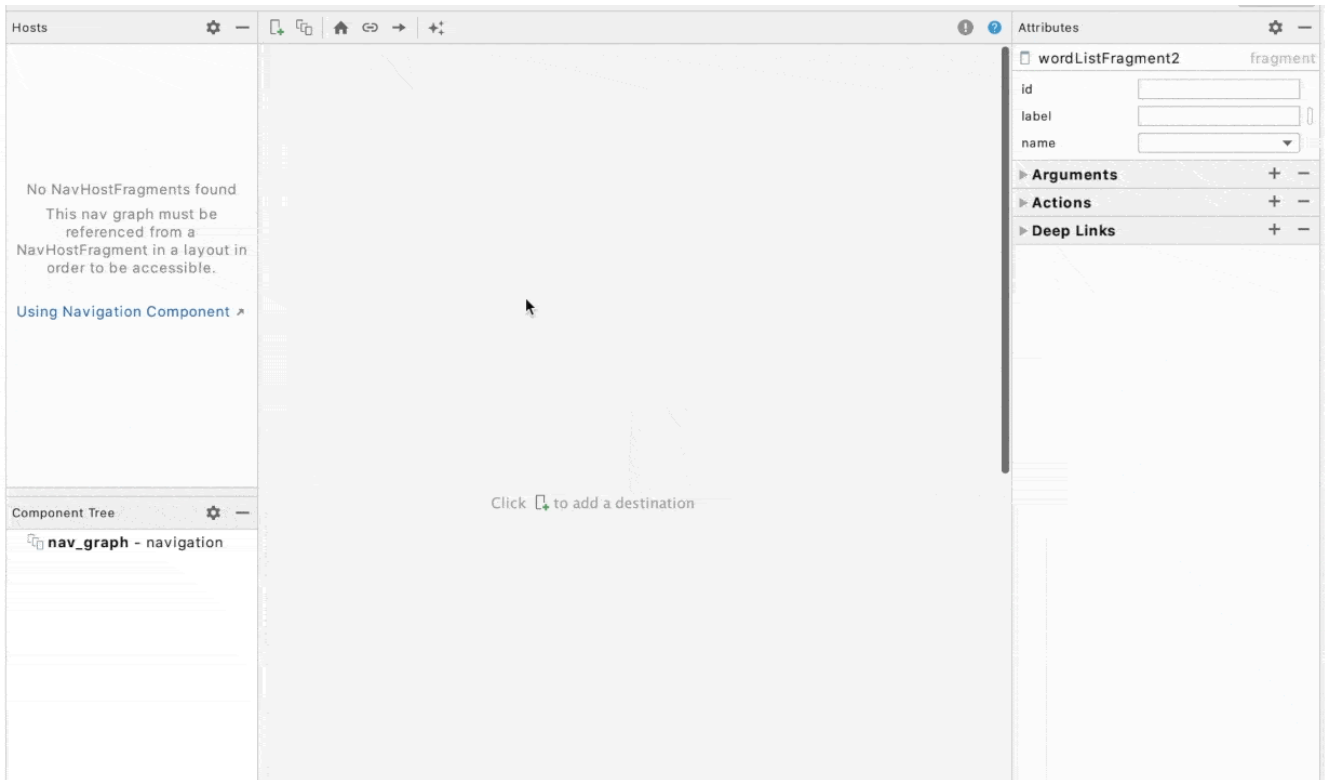 Hosts
No NavHostFragments found
This nav graph must be
referenced from a
NavHostFragment in a layout in
order to be accessible.
Using Navigation Component
Component Tree
nav_graph - navigation
Click to add a destination
Attributes
wordListFragment2 fragment
id
label
name
Arguments
Actions
Deep Links